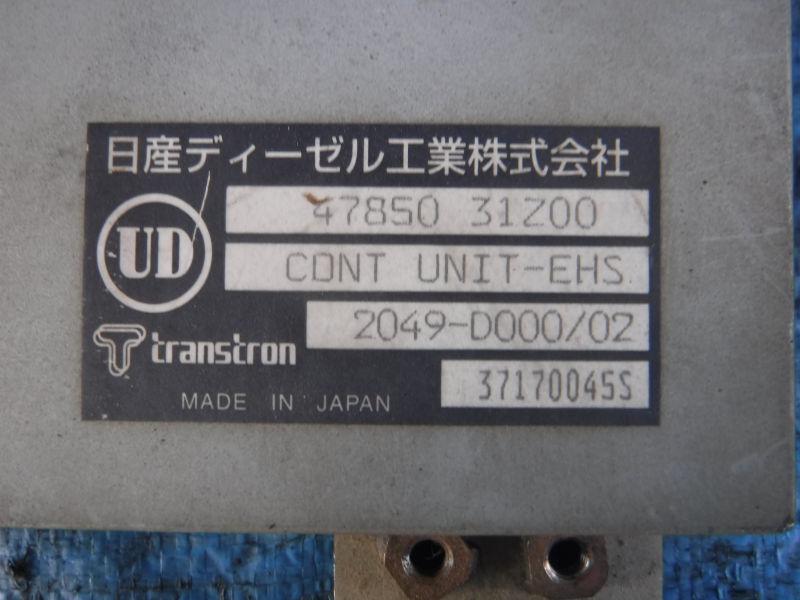 日産ディーゼル工業株式会社
UD
47850 31Z00
CONT UNIT-EHS.
2049-D000/02
transtron
37170045S
MADE IN JAPAN